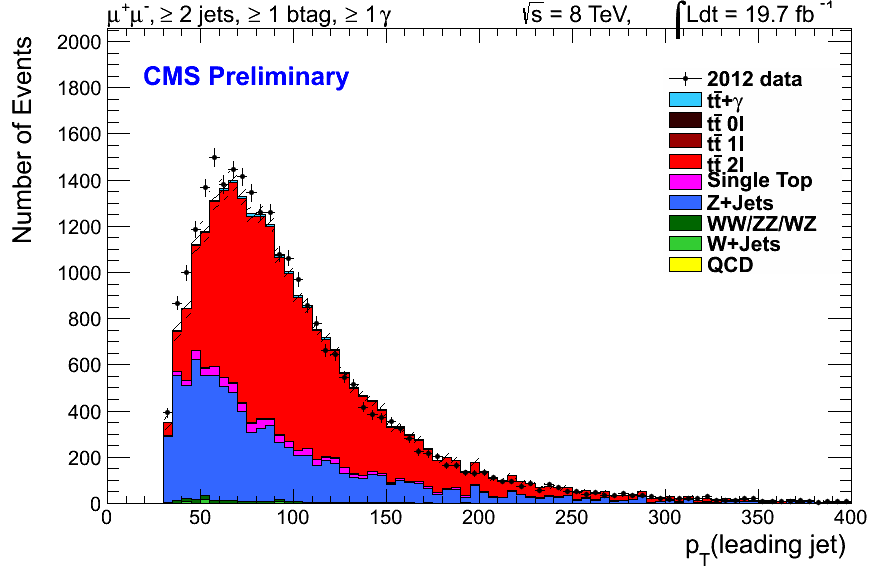 μ⁺μ⁻, ≥ 2 jets, ≥ 1 btag, ≥ 1 γ
√s = 8 TeV, ∫Ldt = 19.7 fb⁻¹
CMS Preliminary
2012 data
tt̄+γ
tt̄ 0l
tt̄ 1l
tt̄ 2l
Single Top
Z+Jets
WW/ZZ/WZ
W+Jets
QCD
Number of Events
2000
1800
1600
1400
1200
1000
800
600
400
200
0
0 50 100 150 200 250 300 350 400
p_T(leading jet)